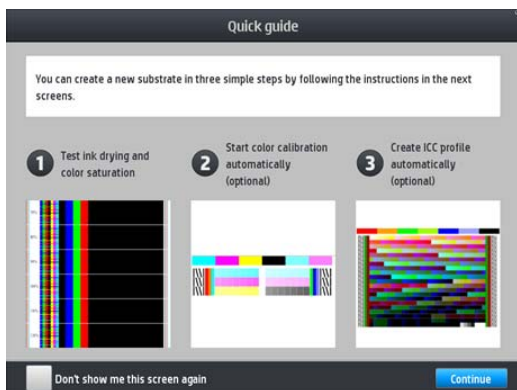 Quick guide
You can create a new substrate in three simple steps by following the instructions in the next
screens.
1 Test ink drying and
color saturation
2 Start color calibration
automatically
(optional)
3 Create ICC profile
automatically
(optional)
Don't show me this screen again
Continue